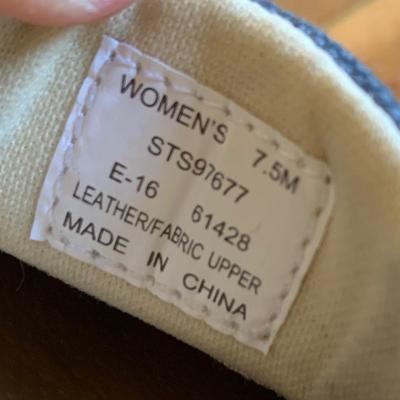 WOMEN'S 7.5M
STS97677
E-16 61428
LEATHER/FABRIC UPPER
MADE IN CHINA